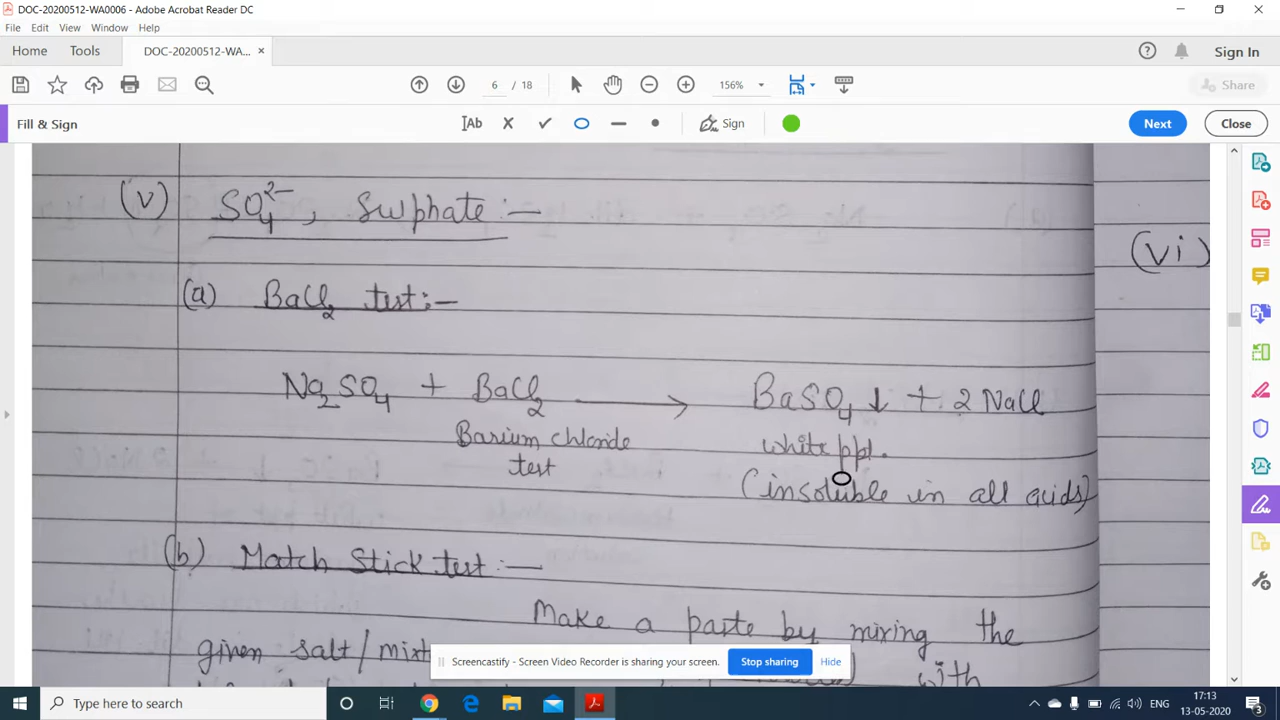 DOC-20200512-WA0006 - Adobe Acrobat Reader DC
File Edit View Window Help
Home Tools DOC-20200512-WA... × Sign In
6 / 18 156% Share
Fill & Sign Ab Sign Next Close
(v) SO₄²⁻, Sulphate :—
(vi)
(a) BaCl₂ test :—
Na₂SO₄ + BaCl₂ ⟶ BaSO₄↓ + 2 NaCl
Barium chloride white ppt.
test (insoluble in all acids)
(b) Match Stick test :—
Make a paste by mixing the
given salt/mixt
with
Screencastify - Screen Video Recorder is sharing your screen. Stop sharing Hide
Type here to search ENG 17:13
13-05-2020 3